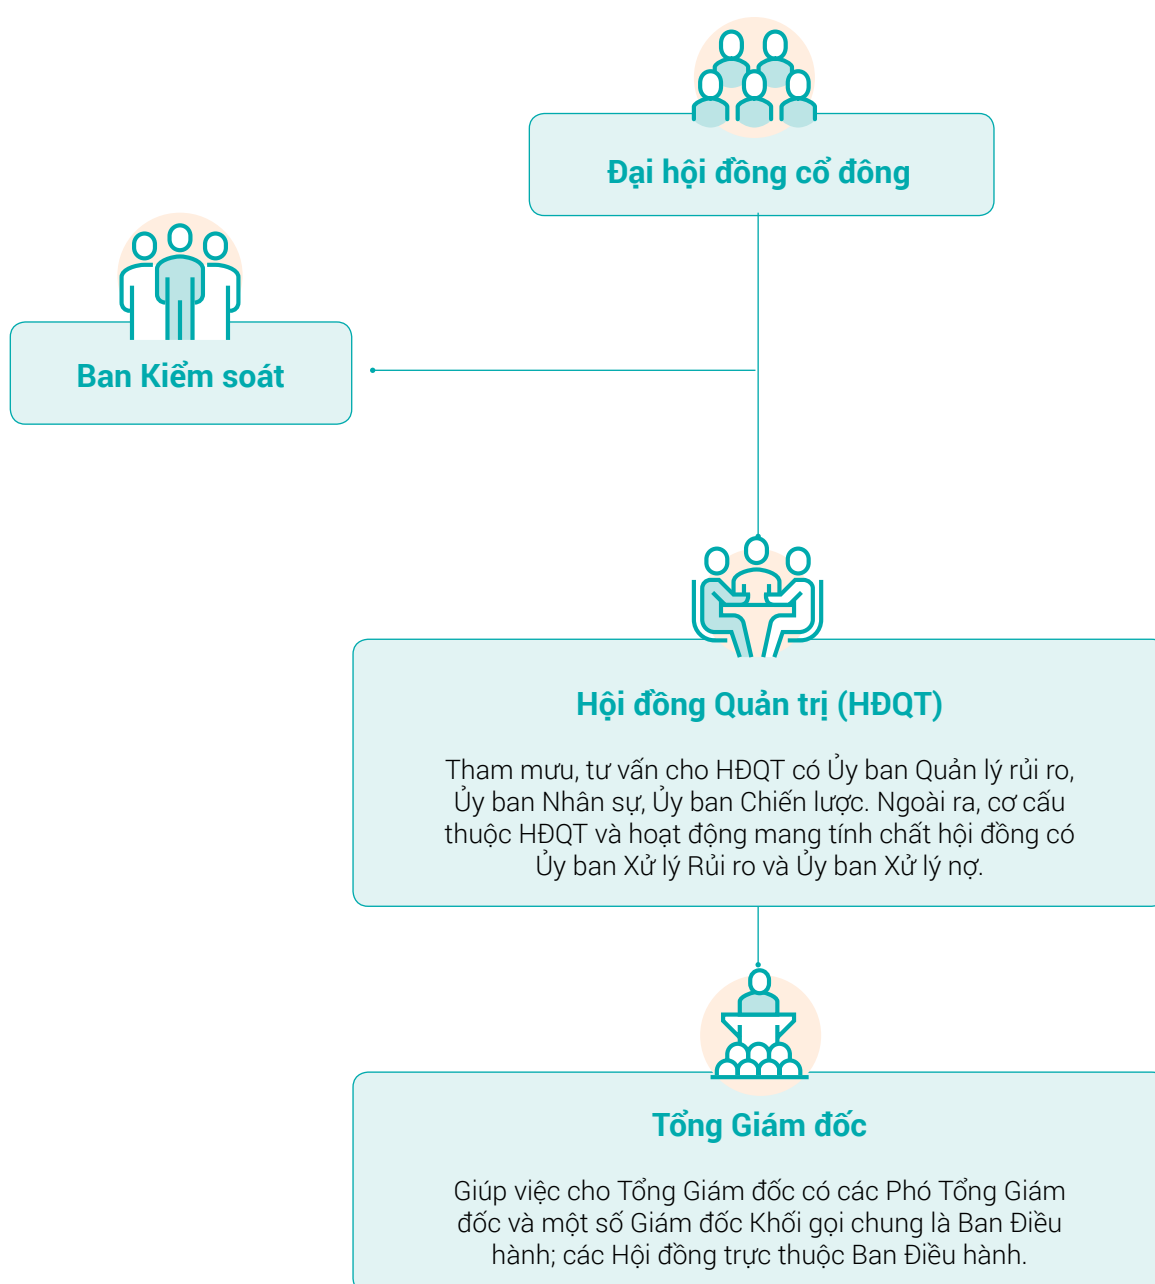 Đại hội đồng cổ đông
Ban Kiểm soát
Hội đồng Quản trị (HĐQT)
Tham mưu, tư vấn cho HĐQT có Ủy ban Quản lý rủi ro,
Ủy ban Nhân sự, Ủy ban Chiến lược. Ngoài ra, cơ cấu
thuộc HĐQT và hoạt động mang tính chất hội đồng có
Ủy ban Xử lý Rủi ro và Ủy ban Xử lý nợ.
Tổng Giám đốc
Giúp việc cho Tổng Giám đốc có các Phó Tổng Giám
đốc và một số Giám đốc Khối gọi chung là Ban Điều
hành; các Hội đồng trực thuộc Ban Điều hành.